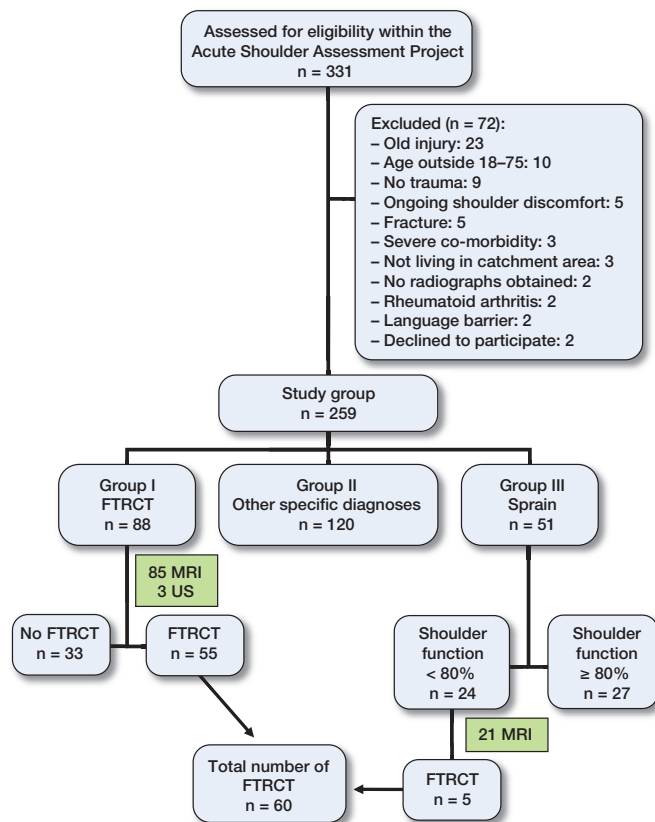 Assessed for eligibility within the
Acute Shoulder Assessment Project
n = 331
Excluded (n = 72):
– Old injury: 23
– Age outside 18–75: 10
– No trauma: 9
– Ongoing shoulder discomfort: 5
– Fracture: 5
– Severe co-morbidity: 3
– Not living in catchment area: 3
– No radiographs obtained: 2
– Rheumatoid arthritis: 2
– Language barrier: 2
– Declined to participate: 2
Study group
n = 259
Group I
FTRCT
n = 88
Group II
Other specific diagnoses
n = 120
Group III
Sprain
n = 51
85 MRI
3 US
No FTRCT
n = 33
FTRCT
n = 55
Shoulder
function
< 80%
n = 24
Shoulder
function
≥ 80%
n = 27
21 MRI
Total number of
FTRCT
n = 60
FTRCT
n = 5